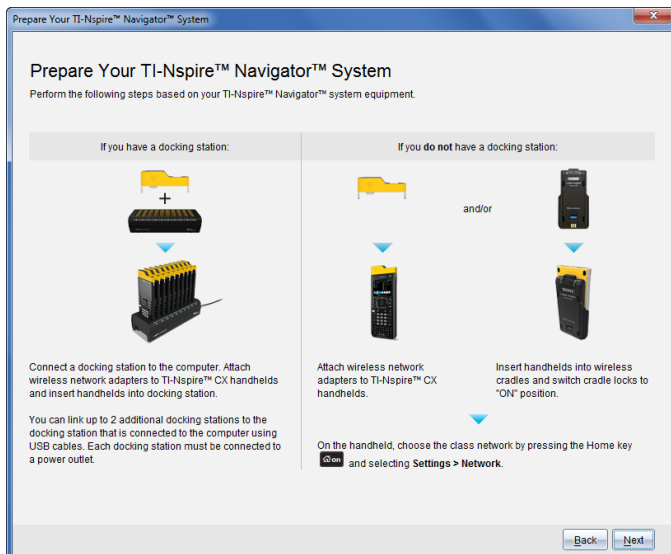 Prepare Your TI-Nspire™ Navigator™ System
Prepare Your TI-Nspire™ Navigator™ System
Perform the following steps based on your TI-Nspire™ Navigator™ system equipment.
If you have a docking station:
+
Connect a docking station to the computer. Attach
wireless network adapters to TI-Nspire™ CX handhelds
and insert handhelds into docking station.
You can link up to 2 additional docking stations to the
docking station that is connected to the computer using
USB cables. Each docking station must be connected to
a power outlet.
If you do not have a docking station:
and/or
Attach wireless network
adapters to TI-Nspire™ CX
handhelds.
Insert handhelds into wireless
cradles and switch cradle locks to
"ON" position.
On the handheld, choose the class network by pressing the Home key
on and selecting Settings > Network.
Back
Next